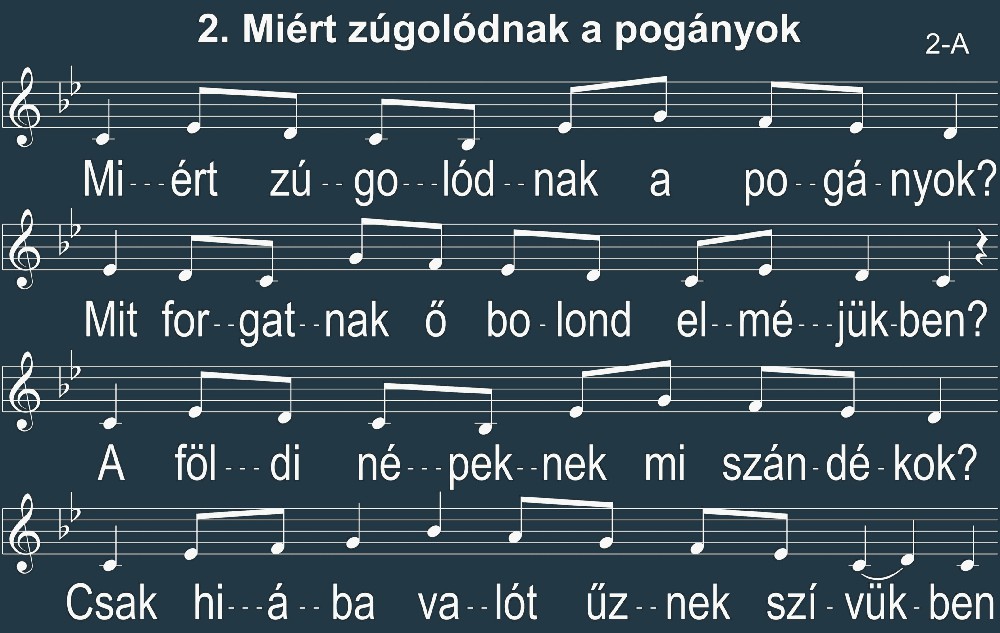 2. Miért zúgolódnak a pogányok
2-A
Mi---ért zú--go---lód--nak a po--gá-nyok?
Mit for--gat--nak ő bo-lond el--mé---jük-ben?
A föl---di né---pek--nek mi szán-dé-kok?
Csak hi---á--ba va--lót űz--nek szí-vük-ben